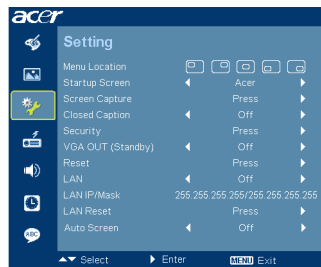 acer
Setting
Menu Location
Startup Screen Acer
Screen Capture Press
Closed Caption Off
Security Press
VGA OUT (Standby) Off
Reset Press
LAN Off
LAN IP/Mask 255.255.255.255/255.255.255.255
LAN Reset Press
Auto Screen Off
ABC
Select Enter MENU Exit